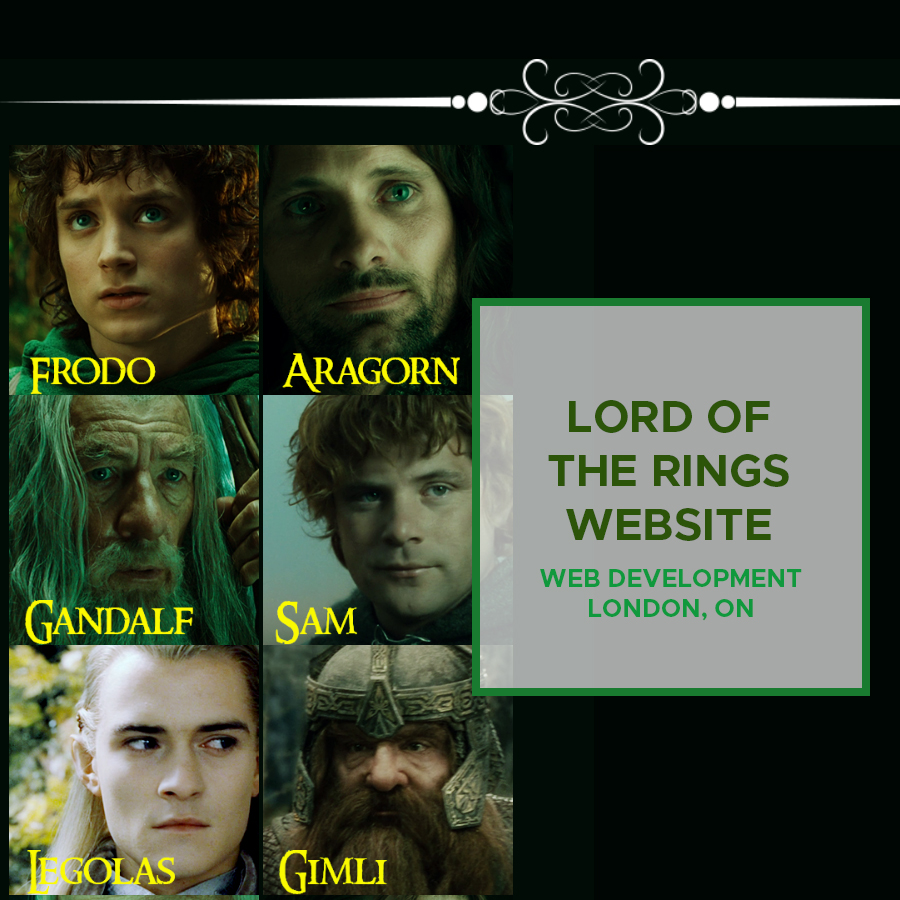 Frodo
Aragorn
Gandalf
Sam
Legolas
Gimli
LORD OF
THE RINGS
WEBSITE
WEB DEVELOPMENT
LONDON, ON